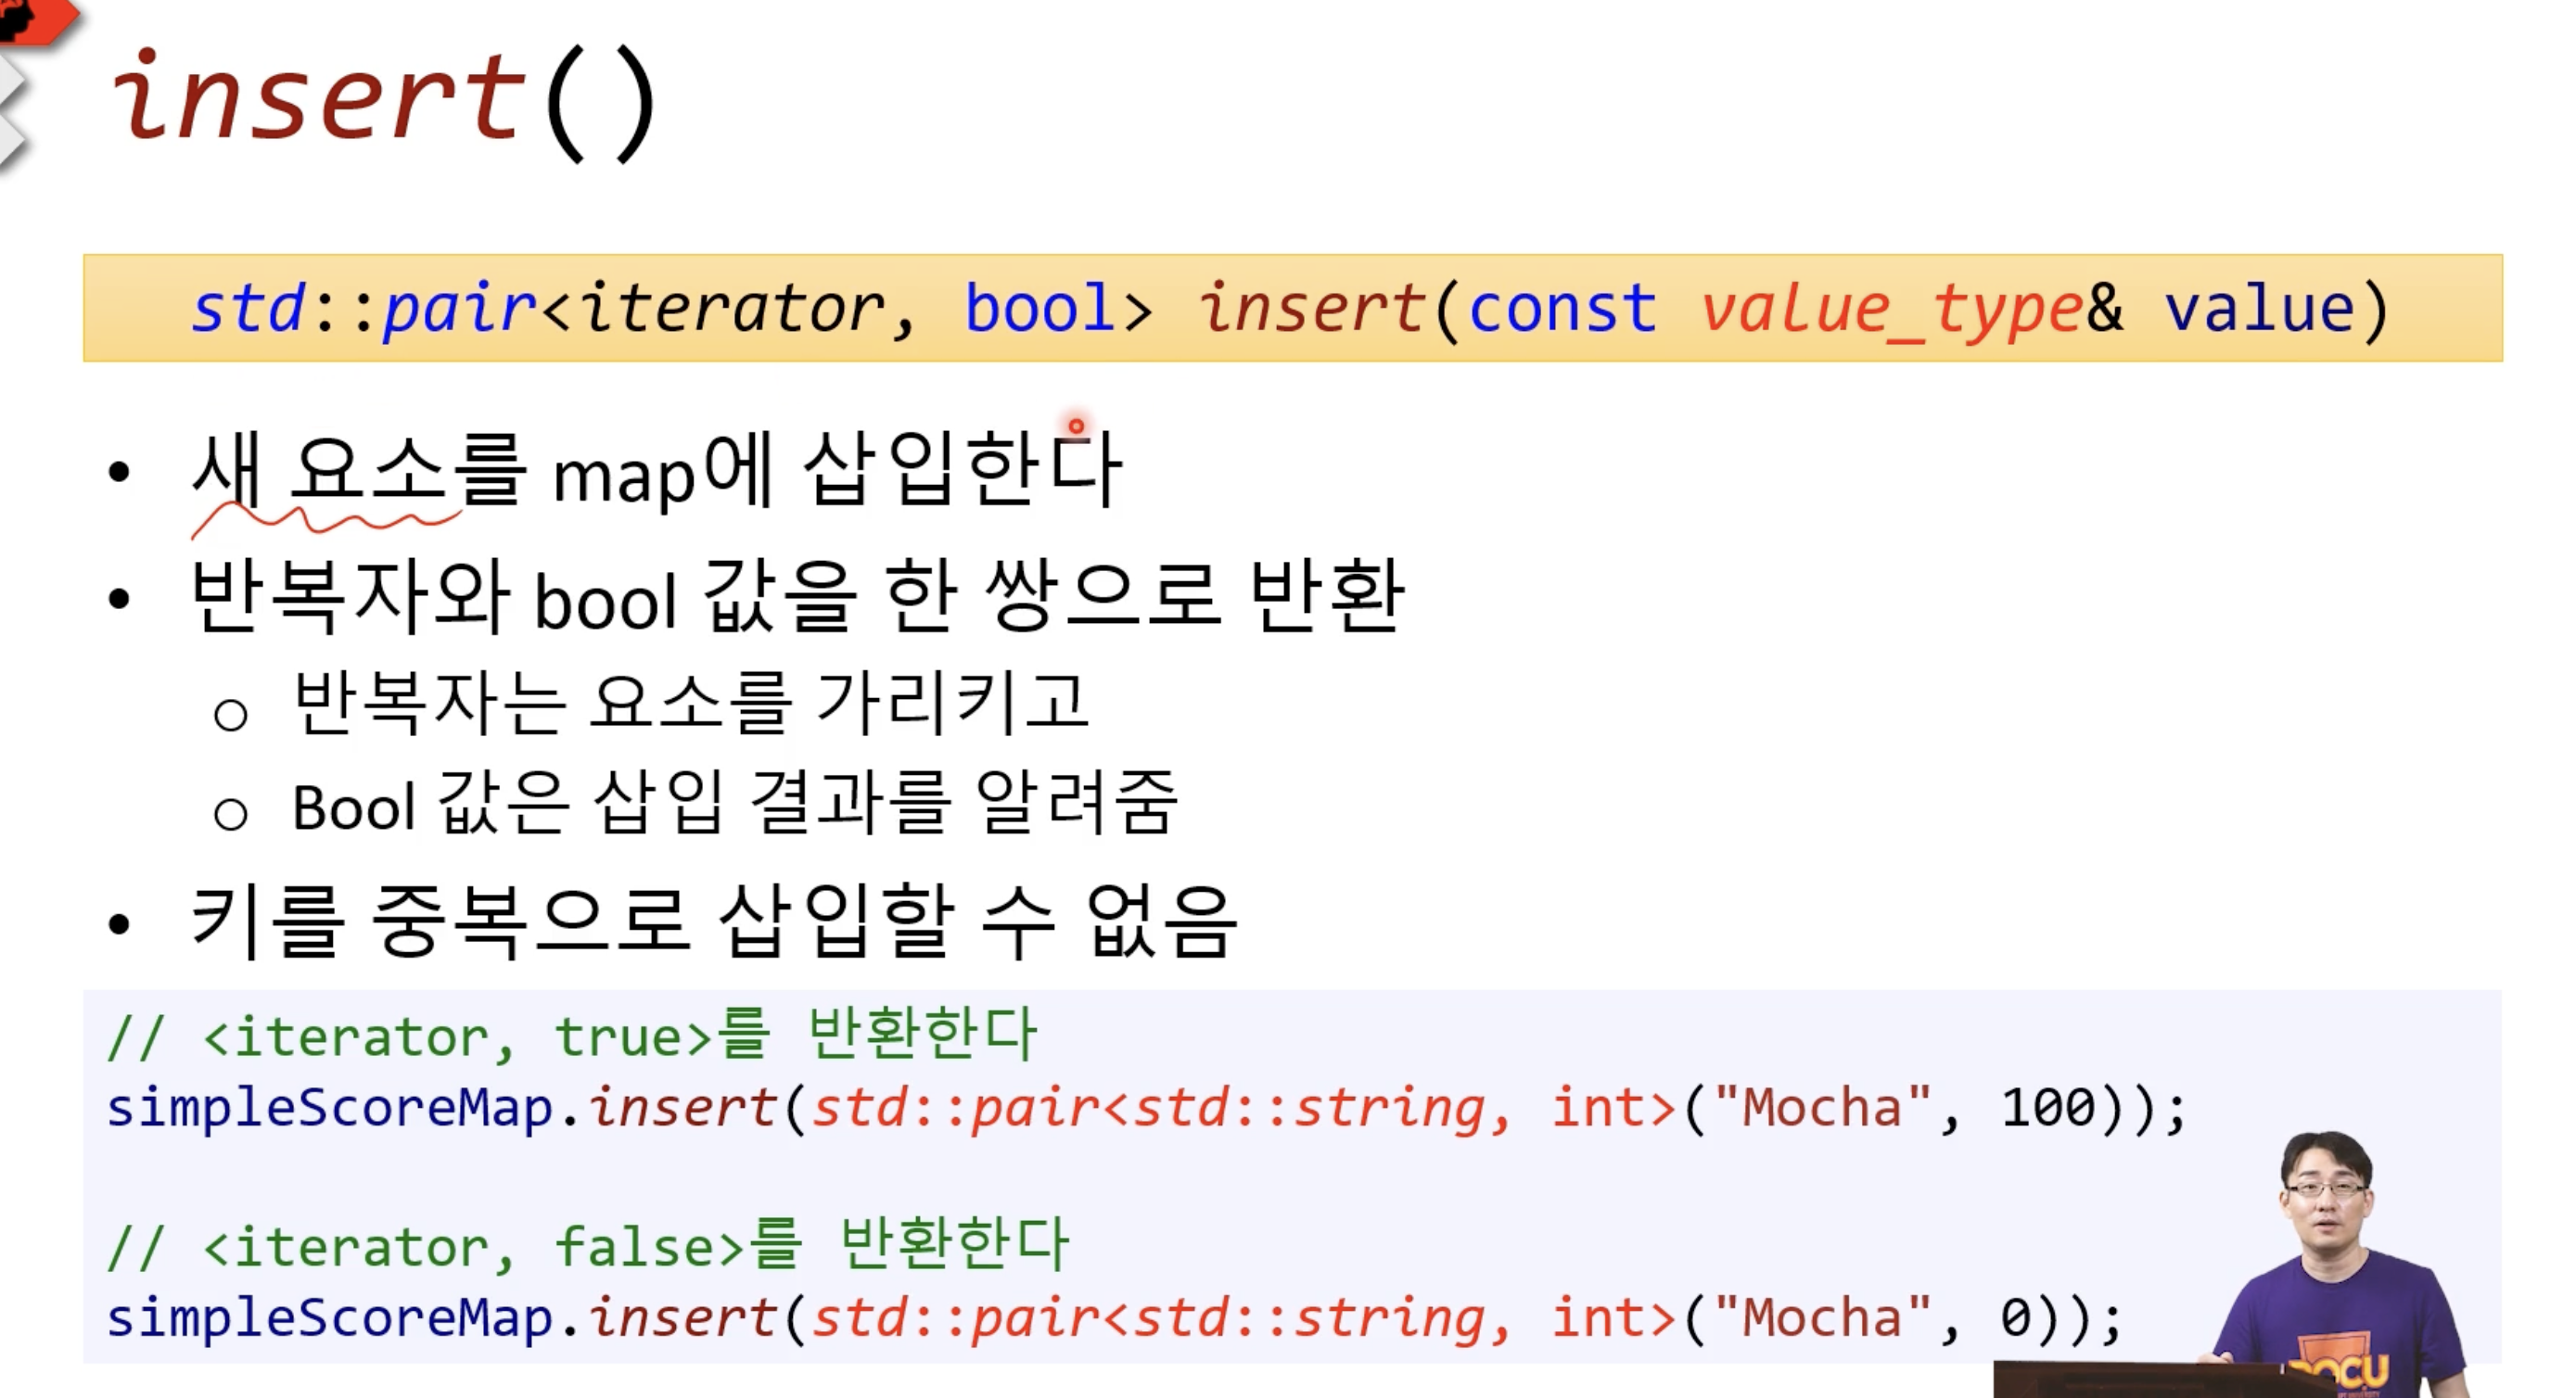 insert()
std::pair<iterator, bool> insert(const value_type& value)
• 새 요소를 map에 삽입한다
• 반복자와 bool 값을 한 쌍으로 반환
○ 반복자는 요소를 가리키고
○ Bool 값은 삽입 결과를 알려줌
• 키를 중복으로 삽입할 수 없음
// <iterator, true>를 반환한다
simpleScoreMap.insert(std::pair<std::string, int>("Mocha", 100));
// <iterator, false>를 반환한다
simpleScoreMap.insert(std::pair<std::string, int>("Mocha", 0));
POCU